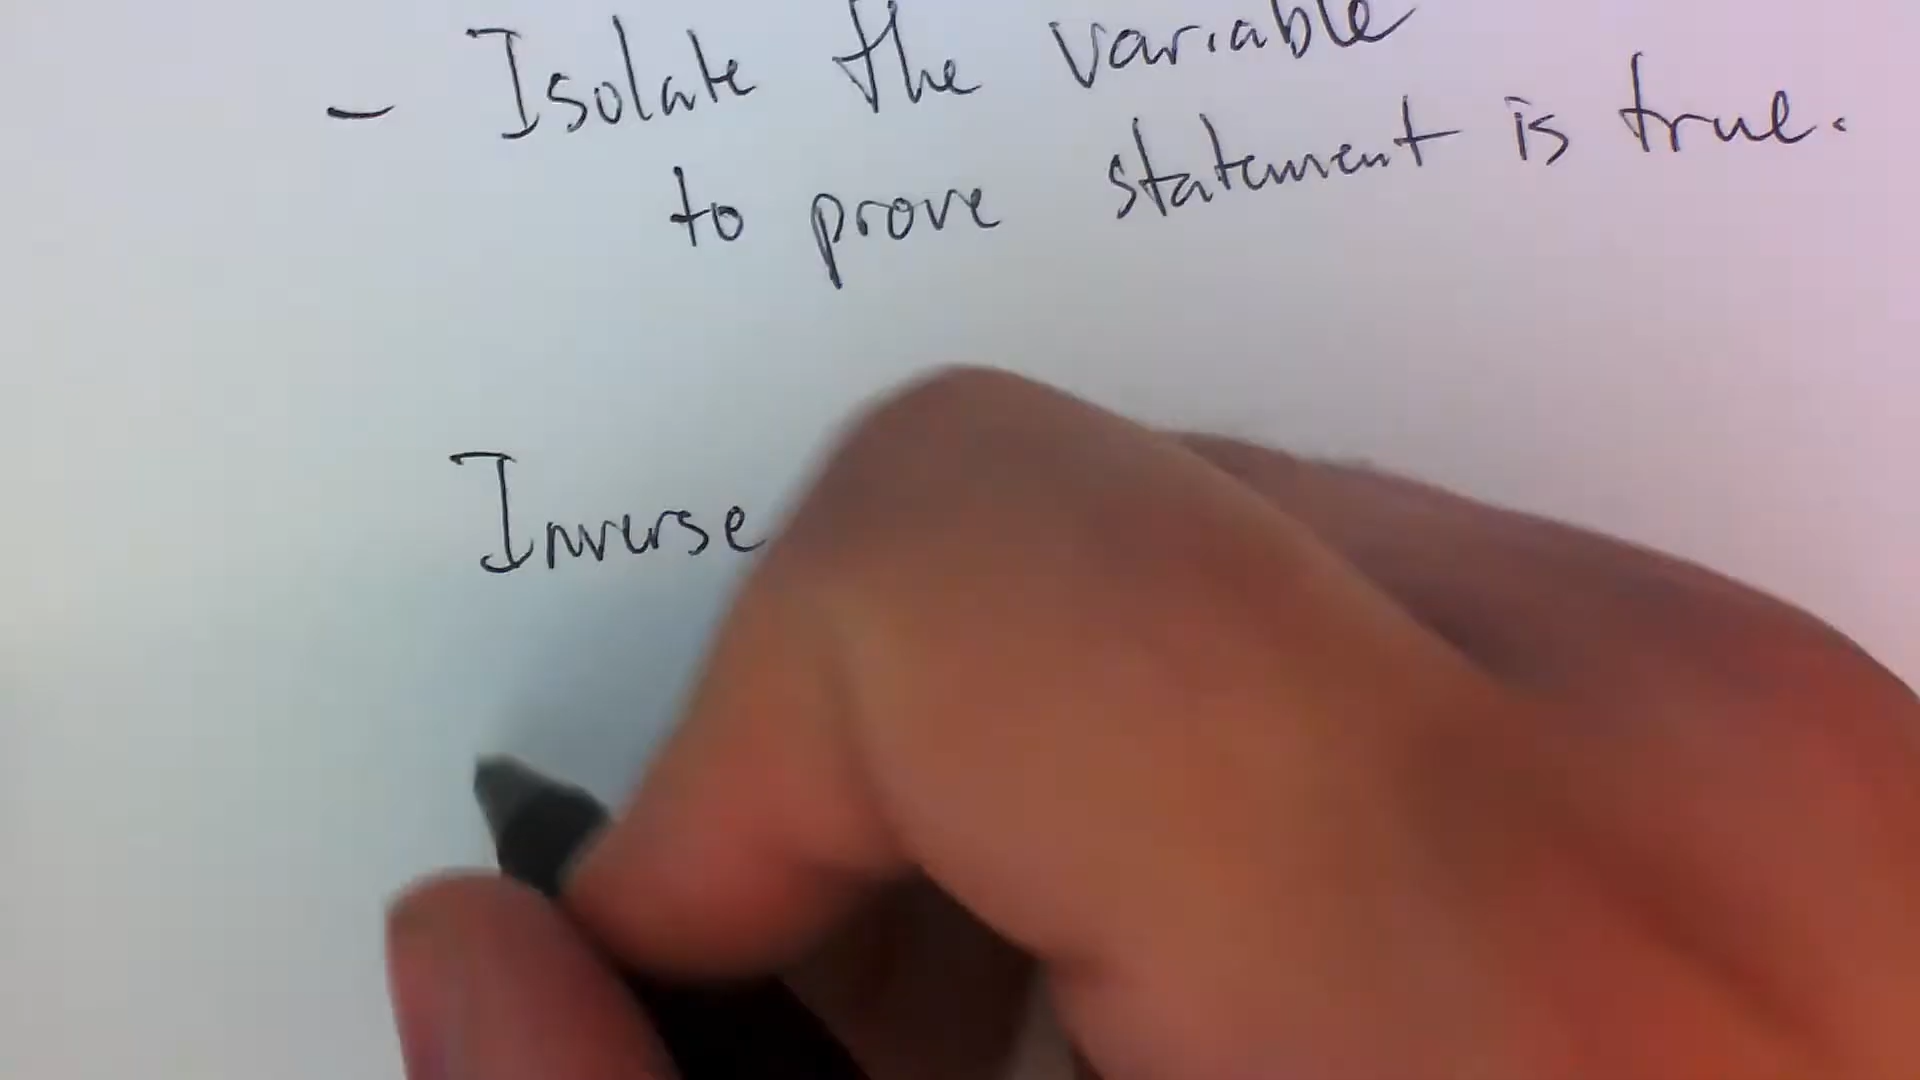 - Isolate the variable
to prove statement is true.
Inverse